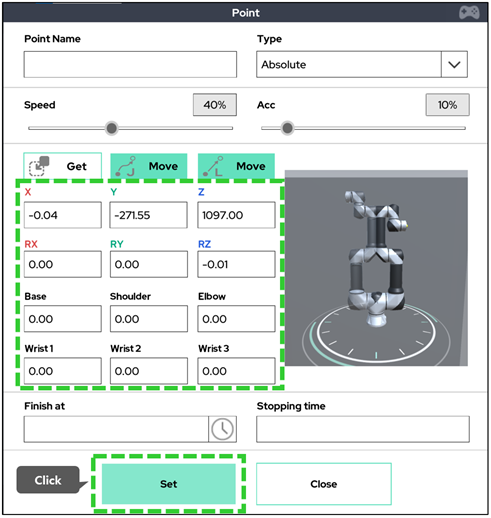 Point
Point Name
Type
Absolute
Speed
40%
Acc
10%
Get
J
Move
L
Move
X
Y
Z
-0.04
-271.55
1097.00
RX
RY
RZ
0.00
0.00
-0.01
Base
Shoulder
Elbow
0.00
0.00
0.00
Wrist 1
Wrist 2
Wrist 3
0.00
0.00
0.00
Finish at
Stopping time
Click
Set
Close